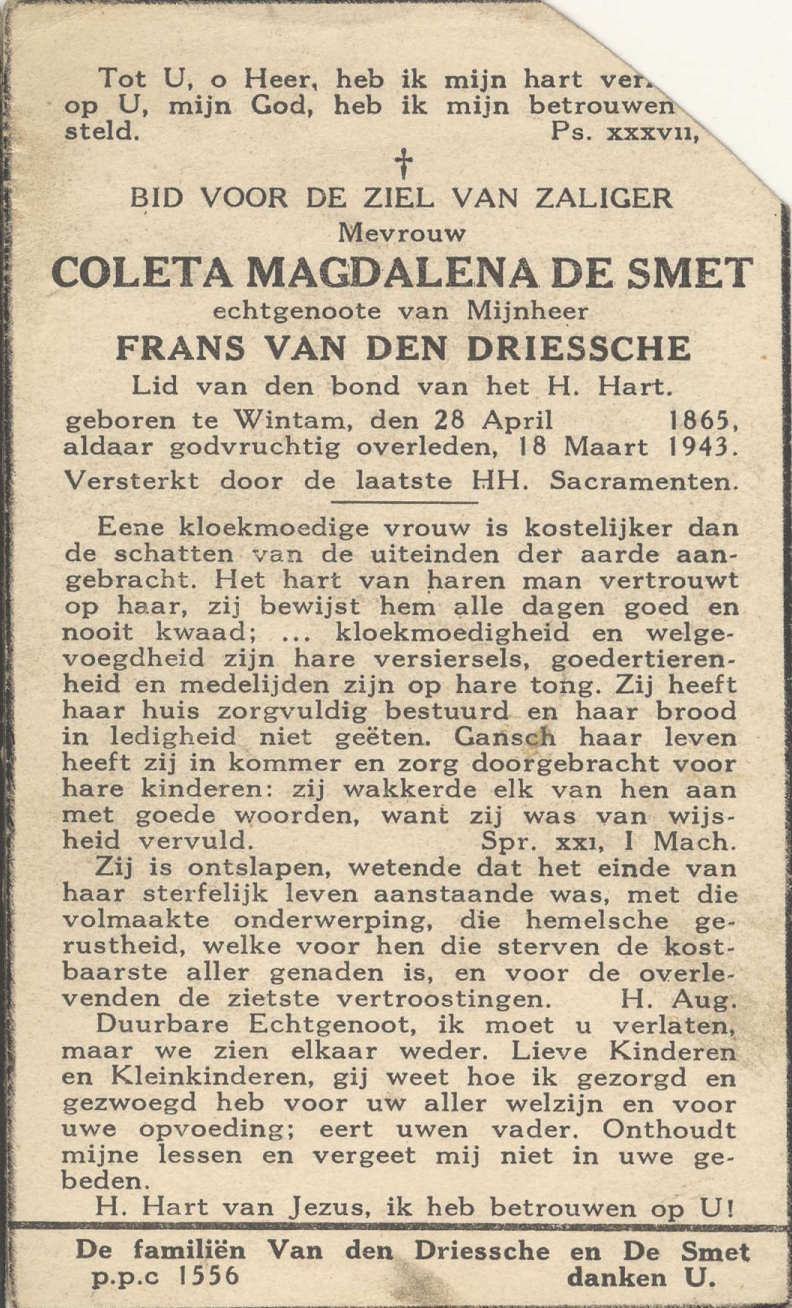 Tot U, o Heer, heb ik mijn hart
op U, mijn God, heb ik mijn betrouwen
steld. Ps. xxxvii,
†
BID VOOR DE ZIEL VAN ZALIGER
Mevrouw
COLETA MAGDALENA DE SMET
echtgenoote van Mijnheer
FRANS VAN DEN DRIESSCHE
Lid van den bond van het H. Hart.
geboren te Wintam, den 28 April 1865,
aldaar godvruchtig overleden, 18 Maart 1943.
Versterkt door de laatste HH. Sacramenten.
Eene kloekmoedige vrouw is kostelijker dan
de schatten van de uiteinden der aarde aan-
gebracht. Het hart van haren man vertrouwt
op haar, zij bewijst hem alle dagen goed en
nooit kwaad; ... kloekmoedigheid en welge-
voegdheid zijn hare versiersels, goedertieren-
heid en medelijden zijn op hare tong. Zij heeft
haar huis zorgvuldig bestuurd en haar brood
in ledigheid niet geëten. Gansch haar leven
heeft zij in kommer en zorg doorgebracht voor
hare kinderen: zij wakkerde elk van hen aan
met goede woorden, want zij was van wijs-
heid vervuld. Spr. xxi, I Mach.
Zij is ontslapen, wetende dat het einde van
haar sterfelijk leven aanstaande was, met die
volmaakte onderwerping, die hemelsche ge-
rustheid, welke voor hen die sterven de kost-
baarste aller genaden is, en voor de overle-
venden de zietste vertroostingen. H. Aug.
Duurbare Echtgenoot, ik moet u verlaten,
maar we zien elkaar weder. Lieve Kinderen
en Kleinkinderen, gij weet hoe ik gezorgd en
gezwoegd heb voor uw aller welzijn en voor
uwe opvoeding; eert uwen vader. Onthoudt
mijne lessen en vergeet mij niet in uwe ge-
beden.
H. Hart van Jezus, ik heb betrouwen op U!
De familiën Van den Driessche en De Smet
p.p.c 1556 danken U.